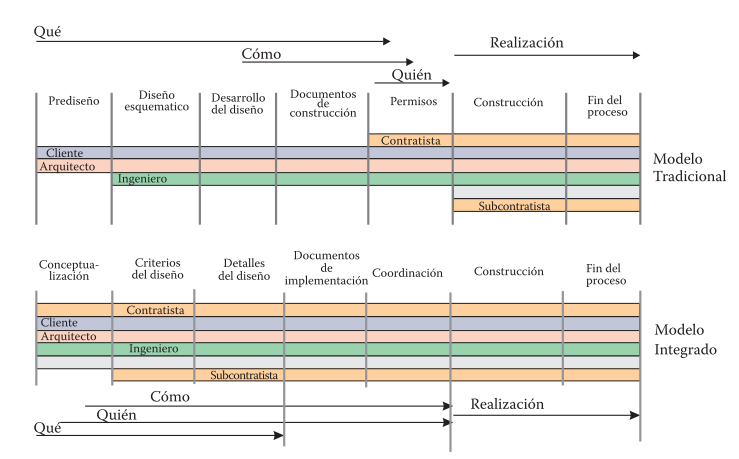 Qué
Cómo
Realización
Quién
Prediseño
Diseño
esquematico
Desarrollo
del diseño
Documentos
de
construcción
Permisos
Construcción
Fin del
proceso
Contratista
Cliente
Arquitecto
Ingeniero
Subcontratista
Modelo
Tradicional
Conceptua-
lización
Criterios
del diseño
Detalles
del diseño
Documentos
de
implementación
Coordinación
Construcción
Fin del
proceso
Contratista
Cliente
Arquitecto
Ingeniero
Subcontratista
Modelo
Integrado
Cómo
Realización
Quién
Qué